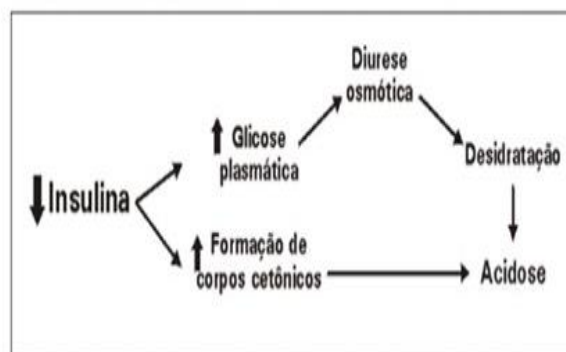 Diurese
osmótica
Glicose
plasmática
Desidratação
Insulina
Formação de
corpos cetônicos
Acidose